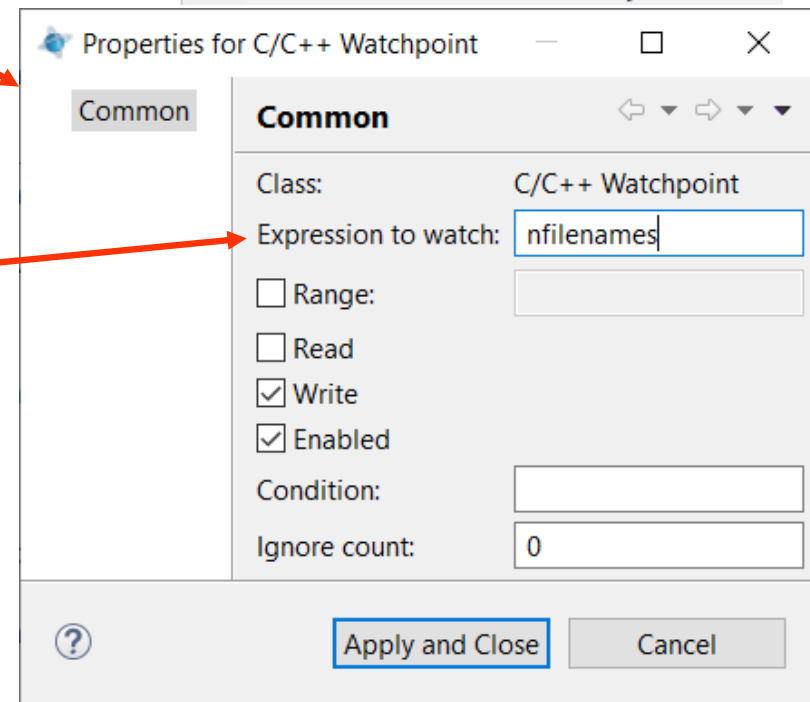 Properties for C/C++ Watchpoint
Common
Common
Class: C/C++ Watchpoint
Expression to watch: nfilenames
Range:
Read
Write
Enabled
Condition:
Ignore count: 0
? Apply and Close Cancel